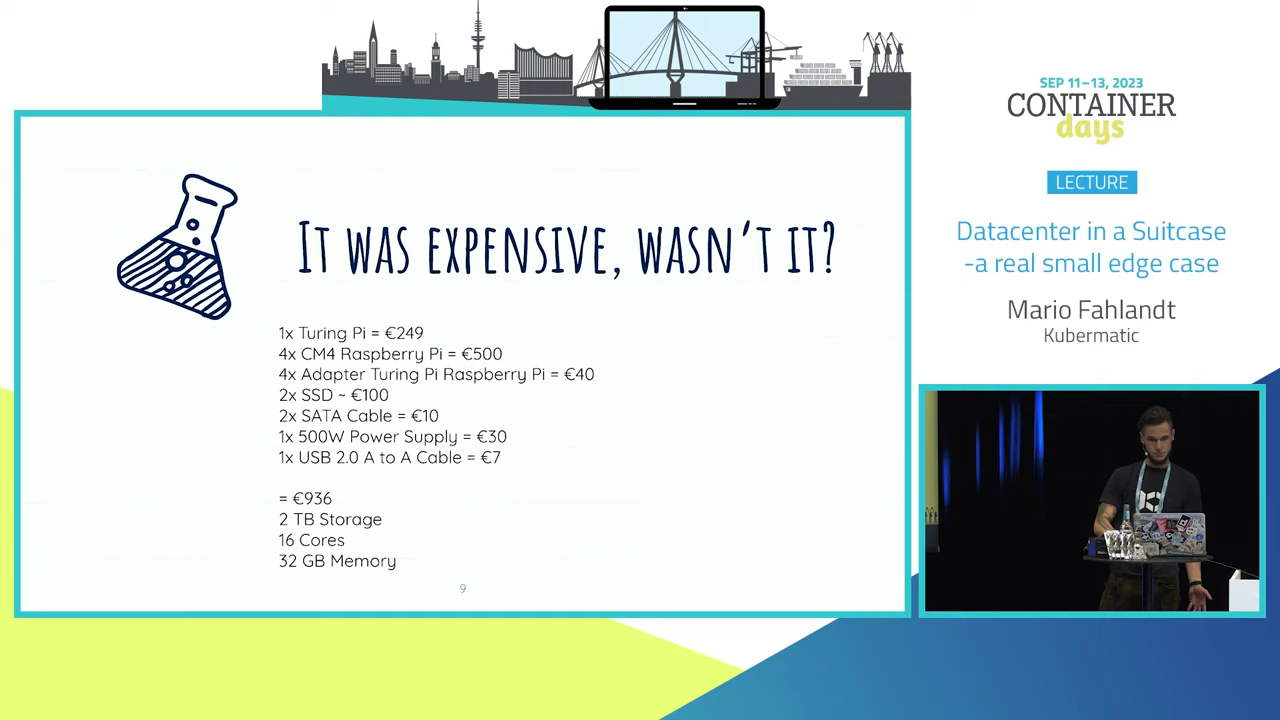 SEP 11–13, 2023
CONTAINER
days
LECTURE
Datacenter in a Suitcase
-a real small edge case
Mario Fahlandt
Kubermatic
IT WAS EXPENSIVE, WASN'T IT?
1x Turing Pi = €249
4x CM4 Raspberry Pi = €500
4x Adapter Turing Pi Raspberry Pi = €40
2x SSD ~ €100
2x SATA Cable = €10
1x 500W Power Supply = €30
1x USB 2.0 A to A Cable = €7
= €936
2 TB Storage
16 Cores
32 GB Memory
9